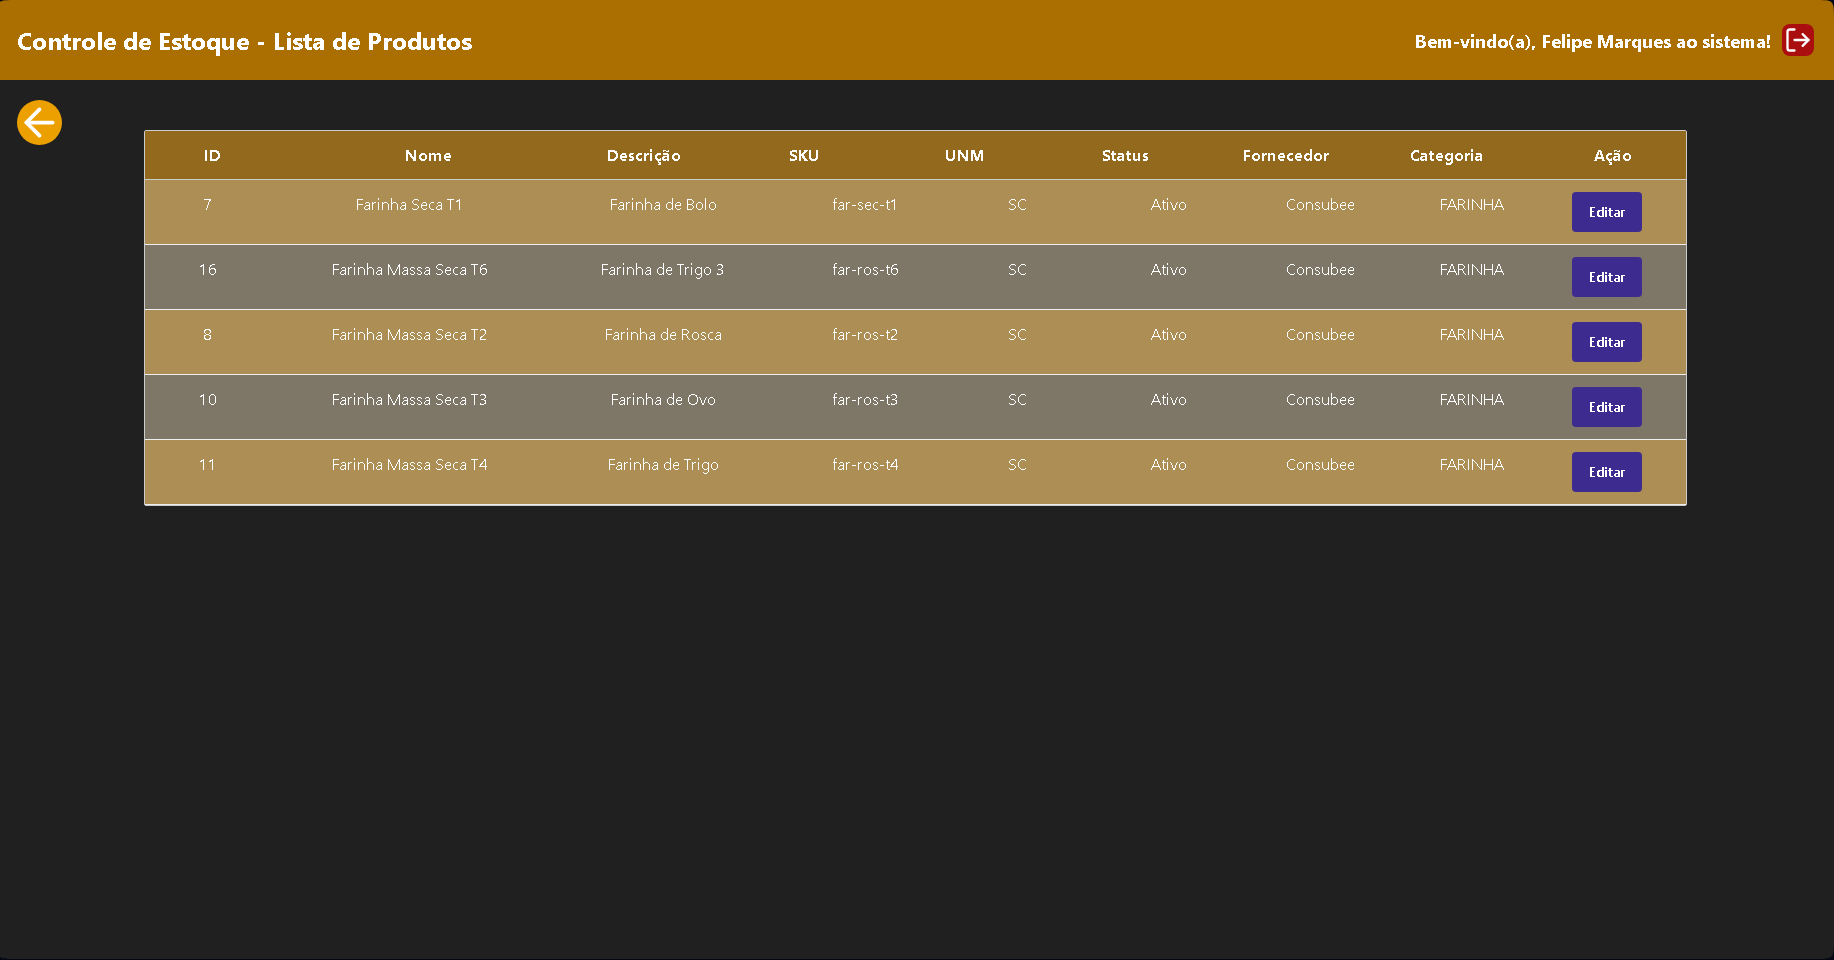 Controle de Estoque - Lista de Produtos
Bem-vindo(a), Felipe Marques ao sistema!
ID Nome Descrição SKU UNM Status Fornecedor Categoria Ação
7 Farinha Seca T1 Farinha de Bolo far-sec-t1 SC Ativo Consubee FARINHA Editar
16 Farinha Massa Seca T6 Farinha de Trigo 3 far-ros-t6 SC Ativo Consubee FARINHA Editar
8 Farinha Massa Seca T2 Farinha de Rosca far-ros-t2 SC Ativo Consubee FARINHA Editar
10 Farinha Massa Seca T3 Farinha de Ovo far-ros-t3 SC Ativo Consubee FARINHA Editar
11 Farinha Massa Seca T4 Farinha de Trigo far-ros-t4 SC Ativo Consubee FARINHA Editar